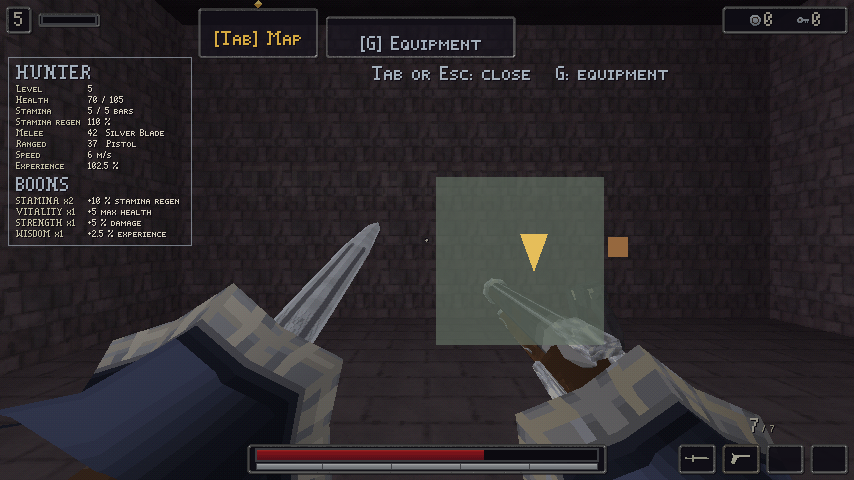 5
[Tab] Map
[G] Equipment
0 0
Tab or Esc: close G: equipment
Hunter
Level 5
Health 70 / 105
Stamina 5 / 5 bars
Stamina regen 110 %
Melee 42 Silver Blade
Ranged 37 Pistol
Speed 6 m/s
Experience 102.5 %
Boons
Stamina x2 +10 % stamina regen
Vitality x1 +5 max health
Strength x1 +5 % damage
Wisdom x1 +2.5 % experience
7 / 7